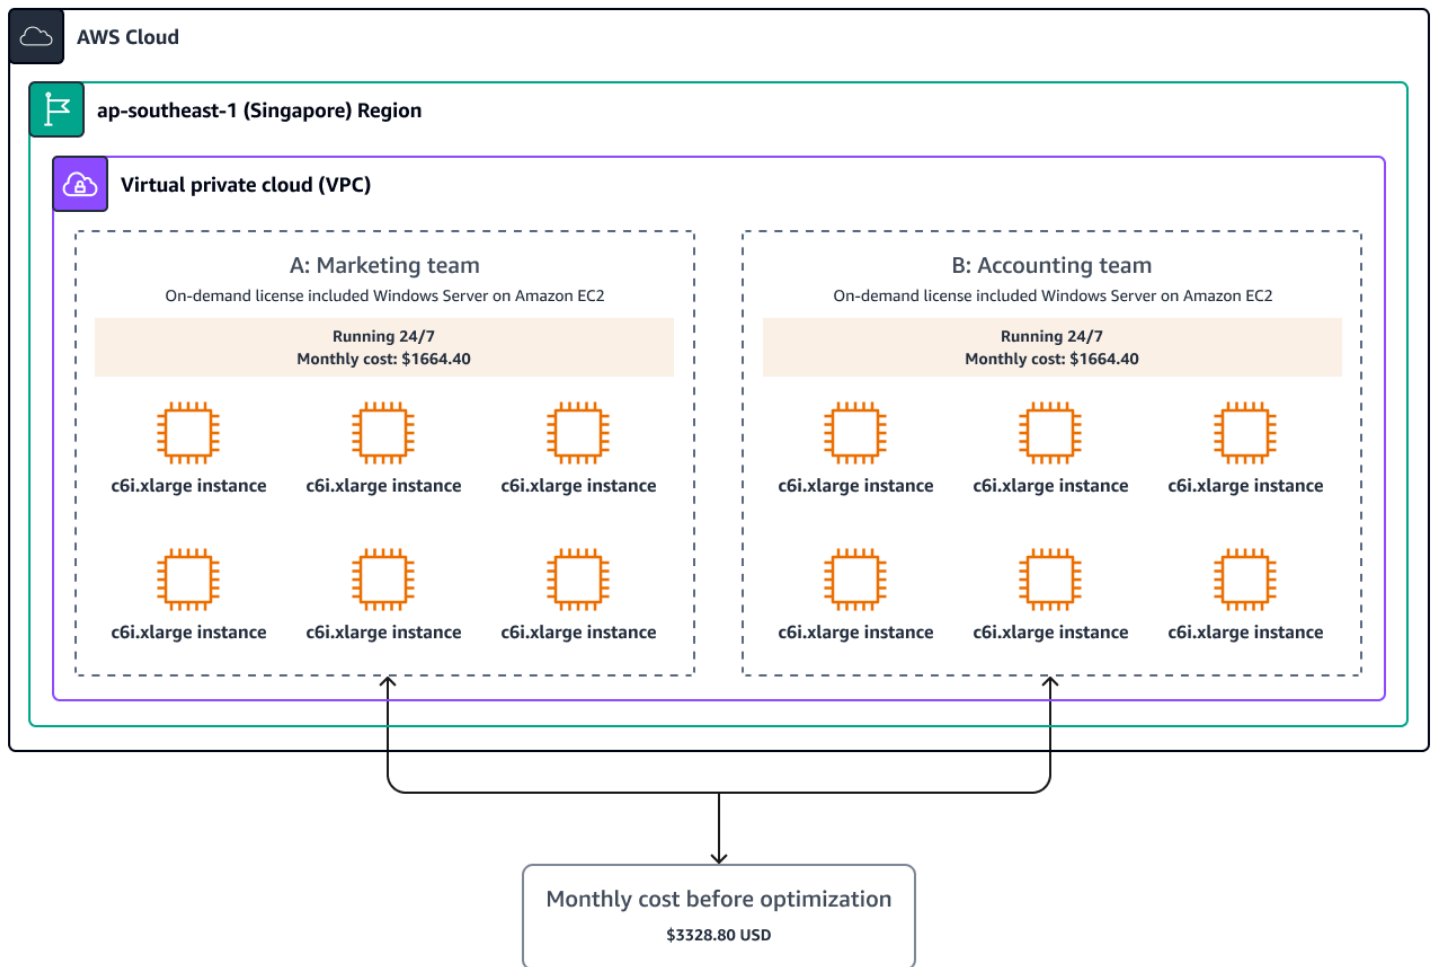 AWS Cloud
ap-southeast-1 (Singapore) Region
Virtual private cloud (VPC)
A: Marketing team
On-demand license included Windows Server on Amazon EC2
Running 24/7
Monthly cost: $1664.40
c6i.xlarge instance
c6i.xlarge instance
c6i.xlarge instance
c6i.xlarge instance
c6i.xlarge instance
c6i.xlarge instance
B: Accounting team
On-demand license included Windows Server on Amazon EC2
Running 24/7
Monthly cost: $1664.40
c6i.xlarge instance
c6i.xlarge instance
c6i.xlarge instance
c6i.xlarge instance
c6i.xlarge instance
c6i.xlarge instance
Monthly cost before optimization
$3328.80 USD